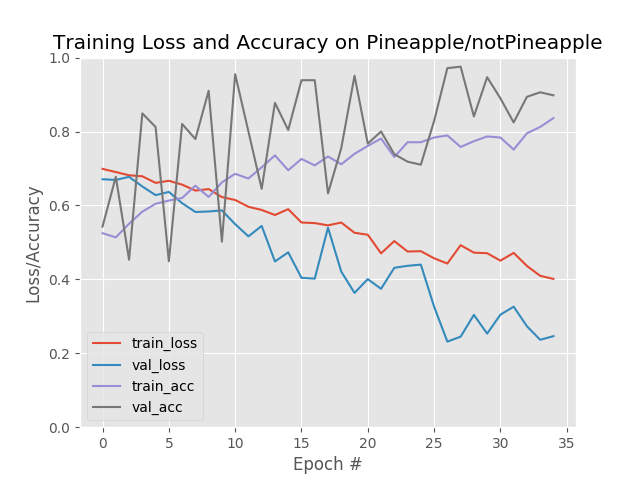 Training Loss and Accuracy on Pineapple/notPineapple
1.0
0.8
0.6
0.4
0.2
0.0
Loss/Accuracy
train_loss
val_loss
train_acc
val_acc
0 5 10 15 20 25 30 35
Epoch #